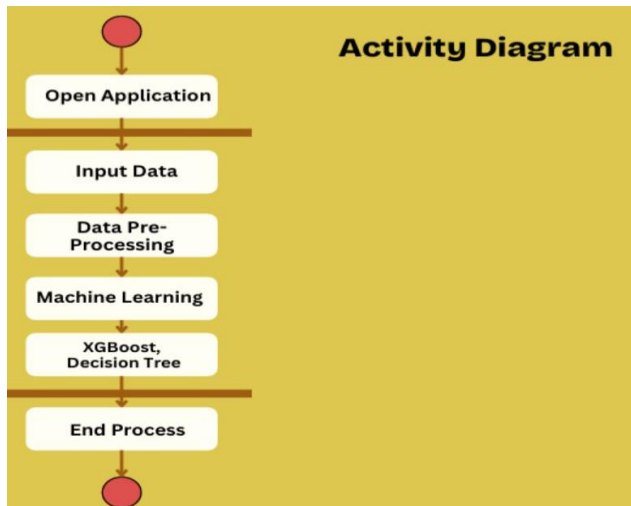 Activity Diagram
Open Application
Input Data
Data Pre-
Processing
Machine Learning
XGBoost,
Decision Tree
End Process